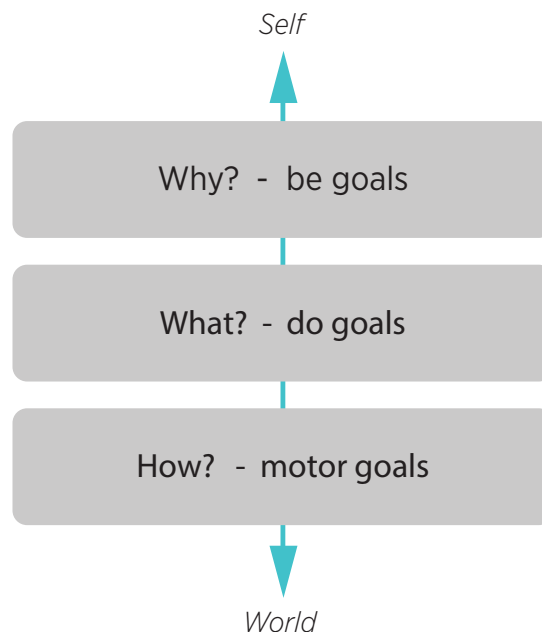 Self
Why? - be goals
What? - do goals
How? - motor goals
World